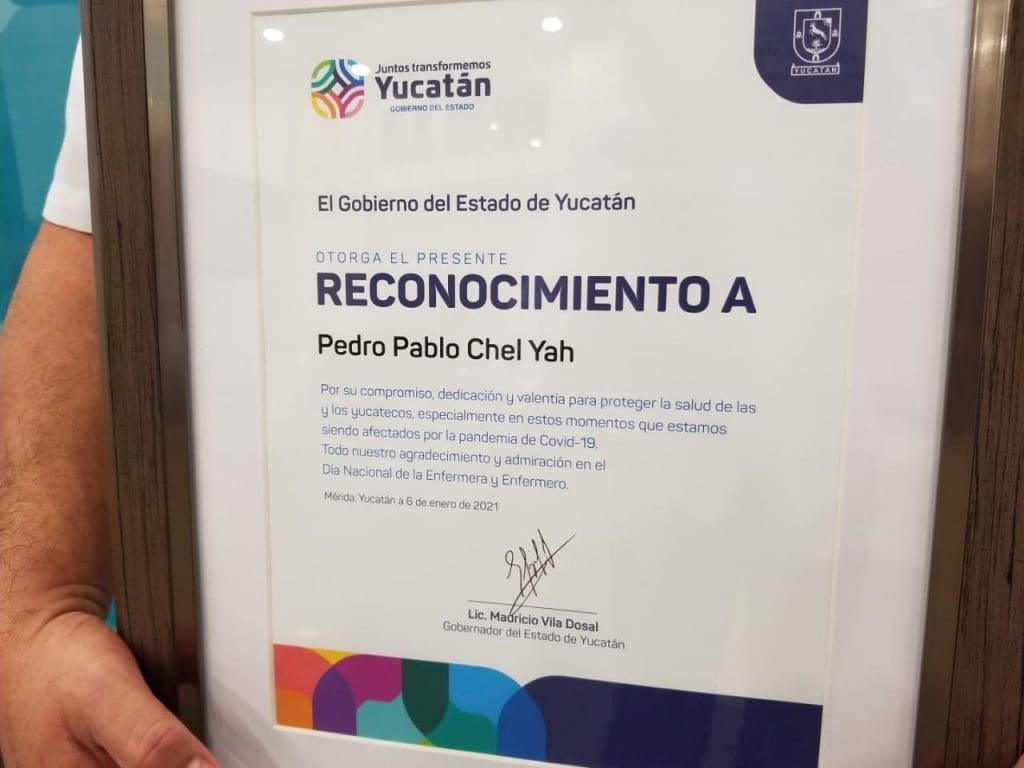 Juntos transformemos
Yucatán
GOBIERNO DEL ESTADO
YUCATÁN
El Gobierno del Estado de Yucatán
OTORGA EL PRESENTE
RECONOCIMIENTO A
Pedro Pablo Chel Yah
Por su compromiso, dedicación y valentía para proteger la salud de las
y los yucatecos, especialmente en estos momentos que estamos
siendo afectados por la pandemia de Covid-19.
Todo nuestro agradecimiento y admiración en el
Día Nacional de la Enfermera y Enfermero.
Mérida, Yucatán a 6 de enero de 2021
Lic. Mauricio Vila Dosal
Gobernador del Estado de Yucatán